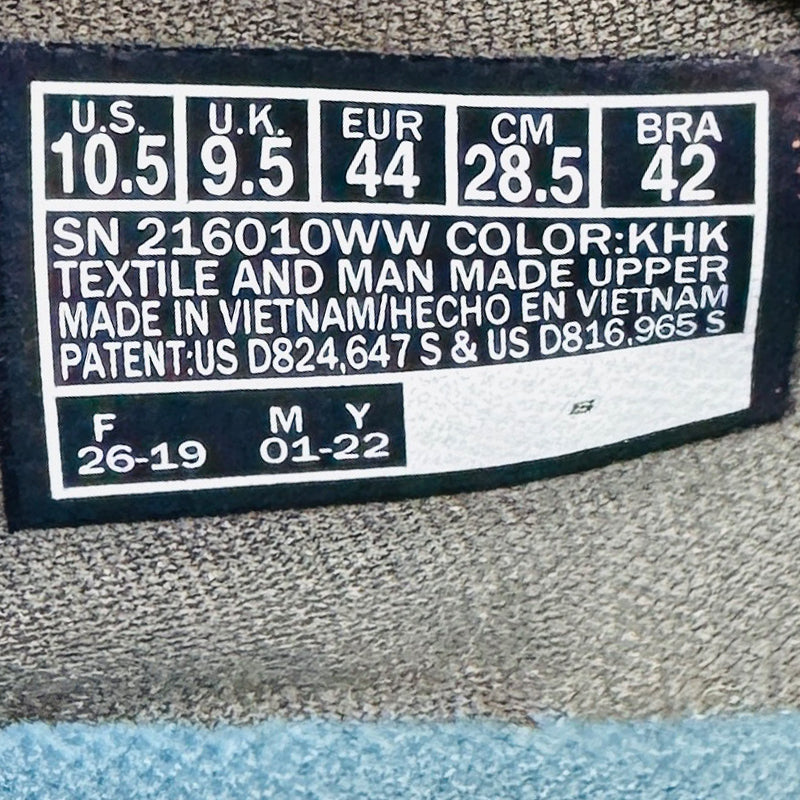 U.S. U.K. EUR CM BRA
10.5 9.5 44 28.5 42
SN 216010WW COLOR:KHK
TEXTILE AND MAN MADE UPPER
MADE IN VIETNAM/HECHO EN VIETNAM
PATENT:US D824,647 S & US D816,965 S
F M Y
26-19 01-22